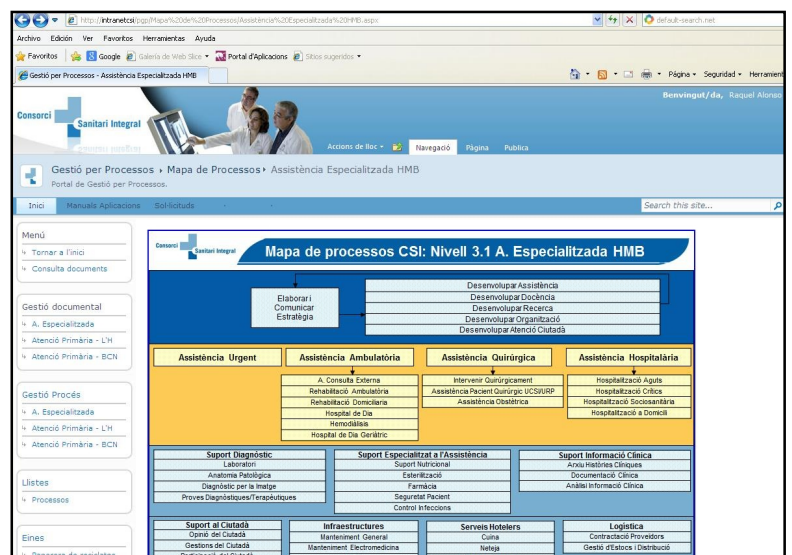 http://intranetcsi/pgp/Mapa%20de%20Processos/Assistència%20Especialitzada%20HMB.aspx
default-search.net
Archivo Edición Ver Favoritos Herramientas Ayuda
Favoritos Google Galería de Web Slice Portal d'Aplicacions Sitios sugeridos
Gestió per Processos - Assistència Especialitzada HMB
Página Seguridad Herramient
Benvingut/da, Raquel Alonso
Consorci
Sanitari Integral
Accions de lloc Navegació Pàgina Publica
Gestió per Processos Mapa de Processos Assistència Especialitzada HMB
Portal de Gestió per Processos.
Inici Manuals Aplicacions Sol·licituds
Search this site...
Menú
Tornar a l'inici
Consulta documents
Gestió documental
A. Especialitzada
Atenció Primària - L'H
Atenció Primària - BCN
Gestió Procés
A. Especialitzada
Atenció Primària - L'H
Atenció Primària - BCN
Llistes
Processos
Eines
Consorci
Sanitari Integral
Mapa de processos CSI: Nivell 3.1 A. Especialitzada HMB
Elaborar i
Comunicar
Estratègia
Desenvolupar Assistència
Desenvolupar Docència
Desenvolupar Recerca
Desenvolupar Organització
Desenvolupar Atenció Ciutadà
Assistència Urgent
Assistència Ambulatòria
A. Consulta Externa
Rehabilitació Ambulatòria
Rehabilitació Domiciliaria
Hospital de Dia
Hemodiàlisis
Hospital de Dia Geriàtric
Assistència Quirúrgica
Intervenir Quirúrgicament
Assistència Pacient Quirúrgic UCSI/URP
Assistència Obstètrica
Assistència Hospitalària
Hospitalització Aguts
Hospitalització Crítics
Hospitalització Sociosanitària
Hospitalització a Domicili
Suport Diagnòstic
Laboratori
Anatomia Patològica
Diagnòstic per la Imatge
Proves Diagnòstiques/Terapèutiques
Suport Especialitzat a l'Assistència
Suport Nutricional
Esterilització
Farmàcia
Seguretat Pacient
Control Infeccions
Suport Informació Clínica
Arxiu Històries Clíniques
Documentació Clínica
Anàlisi Informació Clínica
Suport al Ciutadà
Opinió del Ciutadà
Gestions del Ciutadà
Infraestructures
Manteniment General
Manteniment Electromedicina
Serveis Hotelers
Cuina
Neteja
Logística
Contractació Proveïdors
Gestió d'Estocs i Distribució